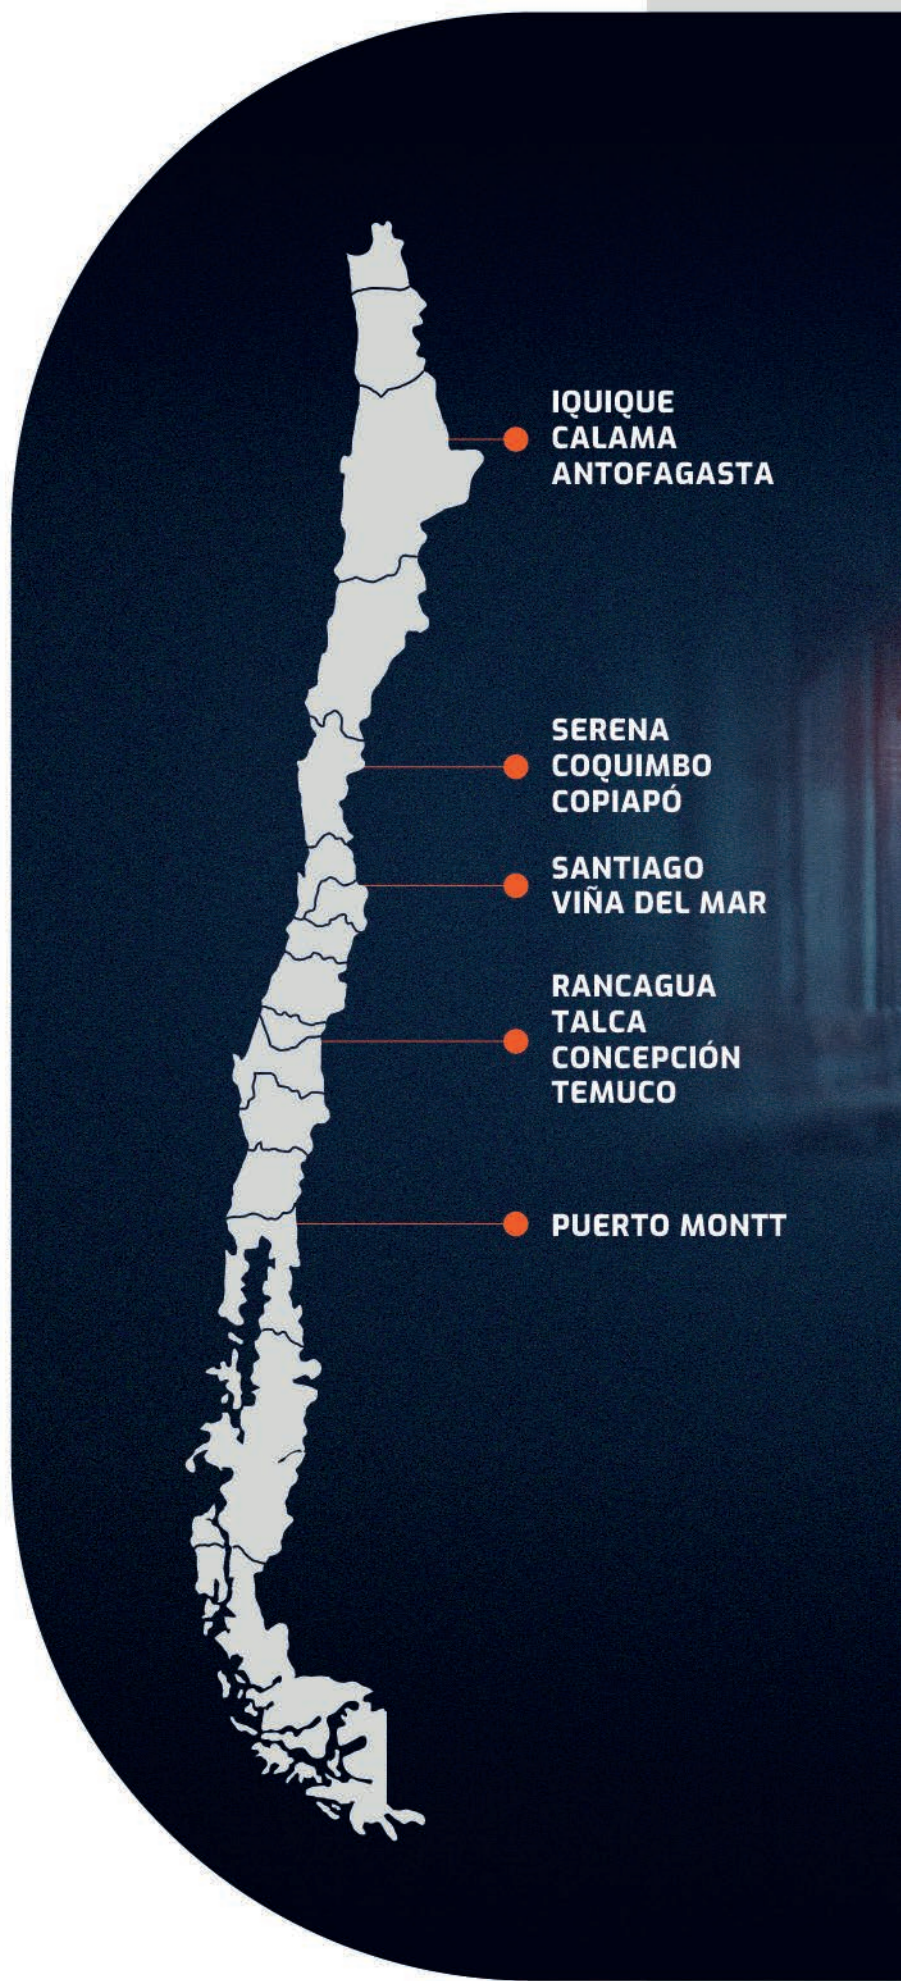 IQUIQUE
CALAMA
ANTOFAGASTA
SERENA
COQUIMBO
COPIAPÓ
SANTIAGO
VIÑA DEL MAR
RANCAGUA
TALCA
CONCEPCIÓN
TEMUCO
PUERTO MONTT